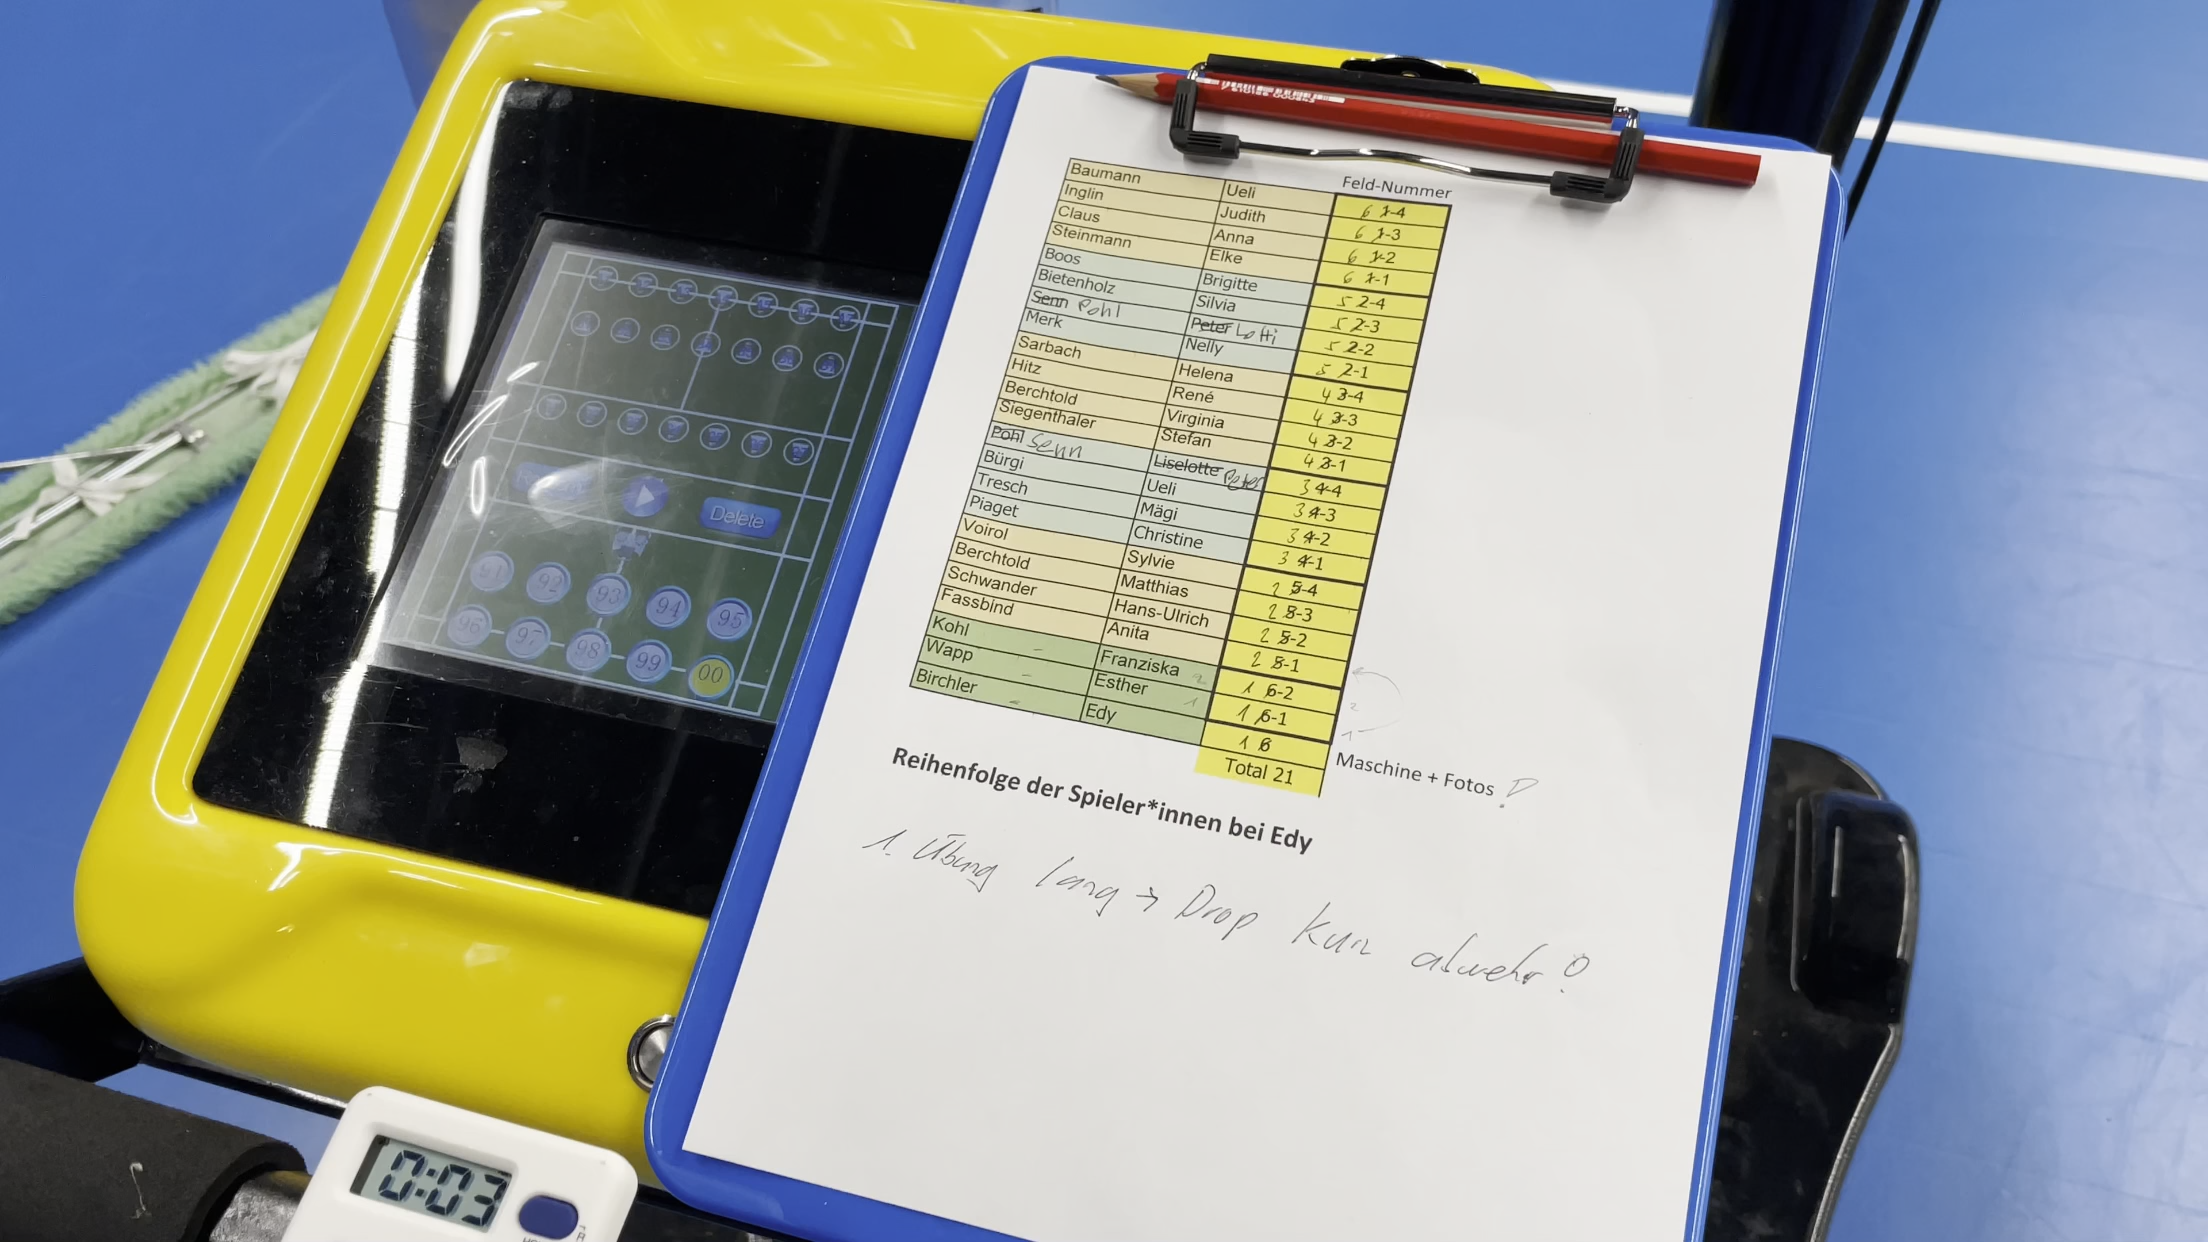 Feld-Nummer
Baumann Ueli 6 1-4
Inglin Judith 6 1-3
Claus Anna 6 1-2
Steinmann Elke 6 1-1
Boos Brigitte 5 2-4
Bietenholz Silvia 5 2-3
Senn Pohl Peter Lotti 5 2-2
Merk Nelly 5 2-1
Sarbach Helena 4 3-4
Hitz René 4 3-3
Berchtold Virginia 4 3-2
Siegenthaler Stefan 4 3-1
Pohl Senn Liselotte Peter 3 4-4
Bürgi Ueli 3 4-3
Tresch Mägi 3 4-2
Piaget Christine 3 4-1
Voirol Sylvie 2 5-4
Berchtold Matthias 2 5-3
Schwander Hans-Ulrich 2 5-2
Fassbind Anita 2 5-1
Kohl - Franziska 2 1 6-2
Wapp - Esther 1 1 6-1
Birchler - Edy 1 6
Total 21
Maschine + Fotos !
Reihenfolge der Spieler*innen bei Edy
1. Übung lang → Drop kurz abwehr!
Delete
91 92 93 94 95
96 97 98 99 00
0:03